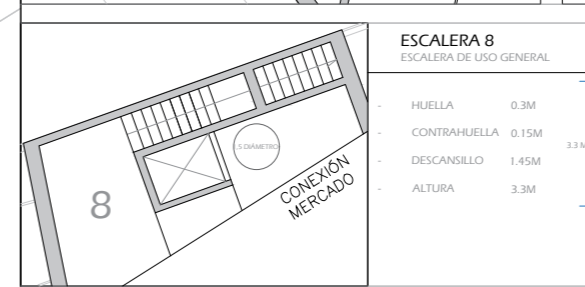 ESCALERA 8
ESCALERA DE USO GENERAL
- HUELLA 0.3M
- CONTRAHUELLA 0.15M
- DESCANSILLO 1.45M
- ALTURA 3.3M
3.3 M
8
CONEXIÓN
MERCADO